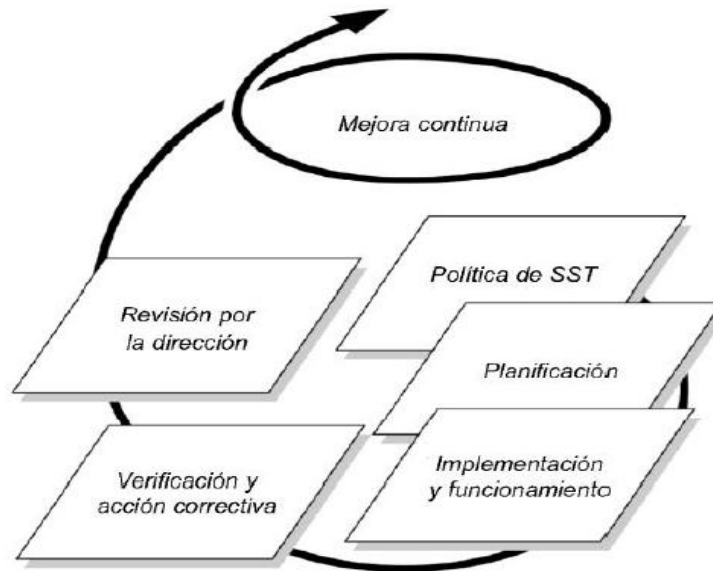 Mejora continua
Política de SST
Revisión por
la dirección
Planificación
Implementación
y funcionamiento
Verificación y
acción correctiva